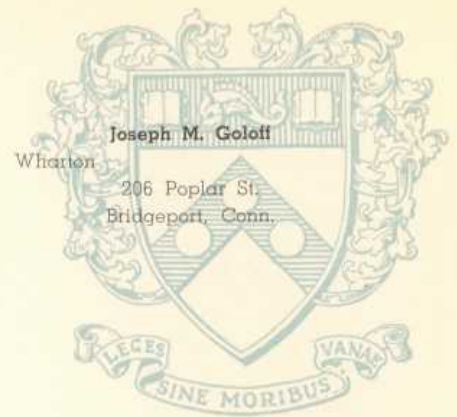 Joseph M. Goloff
Wharton
206 Poplar St.
Bridgeport, Conn.
LEGES
VANAE
SINE MORIBUS